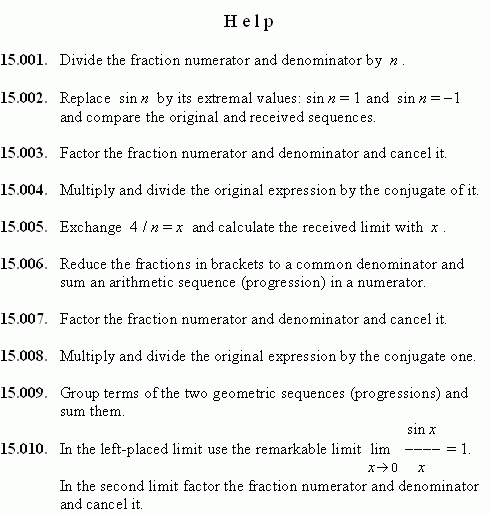 Help
15.001. Divide the fraction numerator and denominator by n .
15.002. Replace sin n by its extremal values: sin n = 1 and sin n = −1
and compare the original and received sequences.
15.003. Factor the fraction numerator and denominator and cancel it.
15.004. Multiply and divide the original expression by the conjugate of it.
15.005. Exchange 4 / n = x and calculate the received limit with x .
15.006. Reduce the fractions in brackets to a common denominator and
sum an arithmetic sequence (progression) in a numerator.
15.007. Factor the fraction numerator and denominator and cancel it.
15.008. Multiply and divide the original expression by the conjugate one.
15.009. Group terms of the two geometric sequences (progressions) and
sum them.
sin x
15.010. In the left-placed limit use the remarkable limit lim ---- = 1.
x→0 x
In the second limit factor the fraction numerator and denominator
and cancel it.